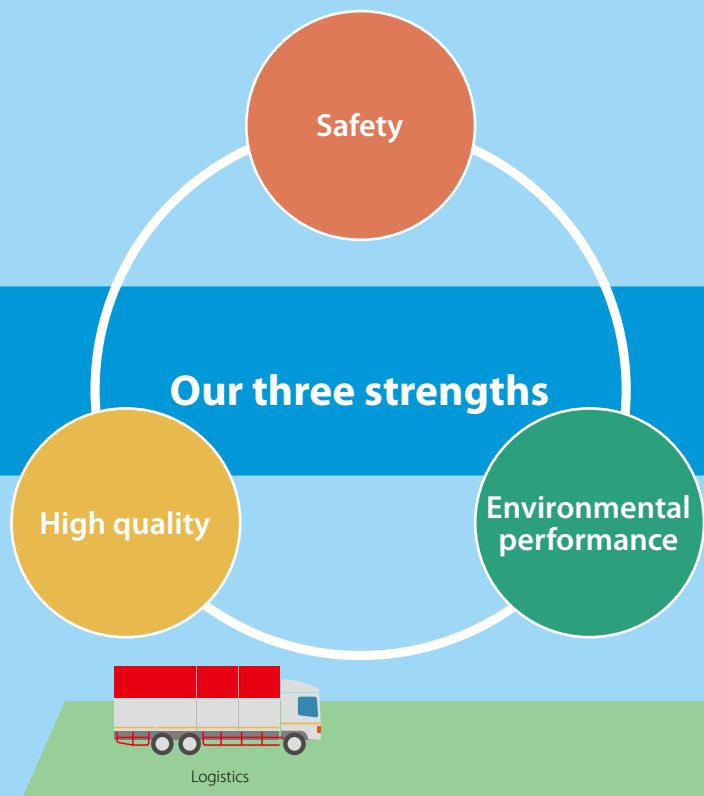 Safety
Our three strengths
High quality
Environmental
performance
Logistics